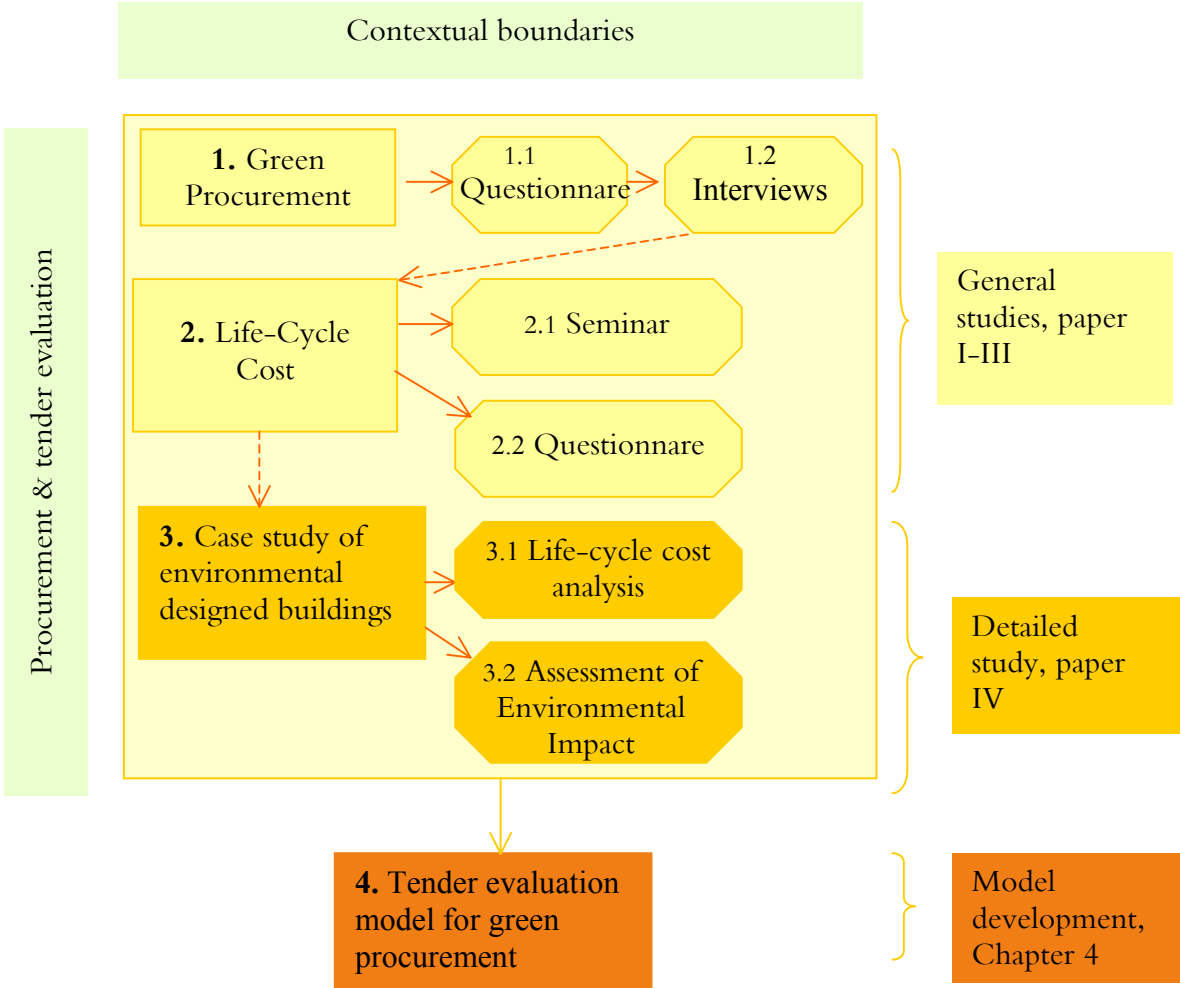 Contextual boundaries
Procurement & tender evaluation
1. Green
Procurement
1.1
Questionnare
1.2
Interviews
2. Life-Cycle
Cost
2.1 Seminar
2.2 Questionnare
General
studies, paper
I-III
3. Case study of
environmental
designed buildings
3.1 Life-cycle cost
analysis
3.2 Assessment of
Environmental
Impact
Detailed
study, paper
IV
4. Tender evaluation
model for green
procurement
Model
development,
Chapter 4